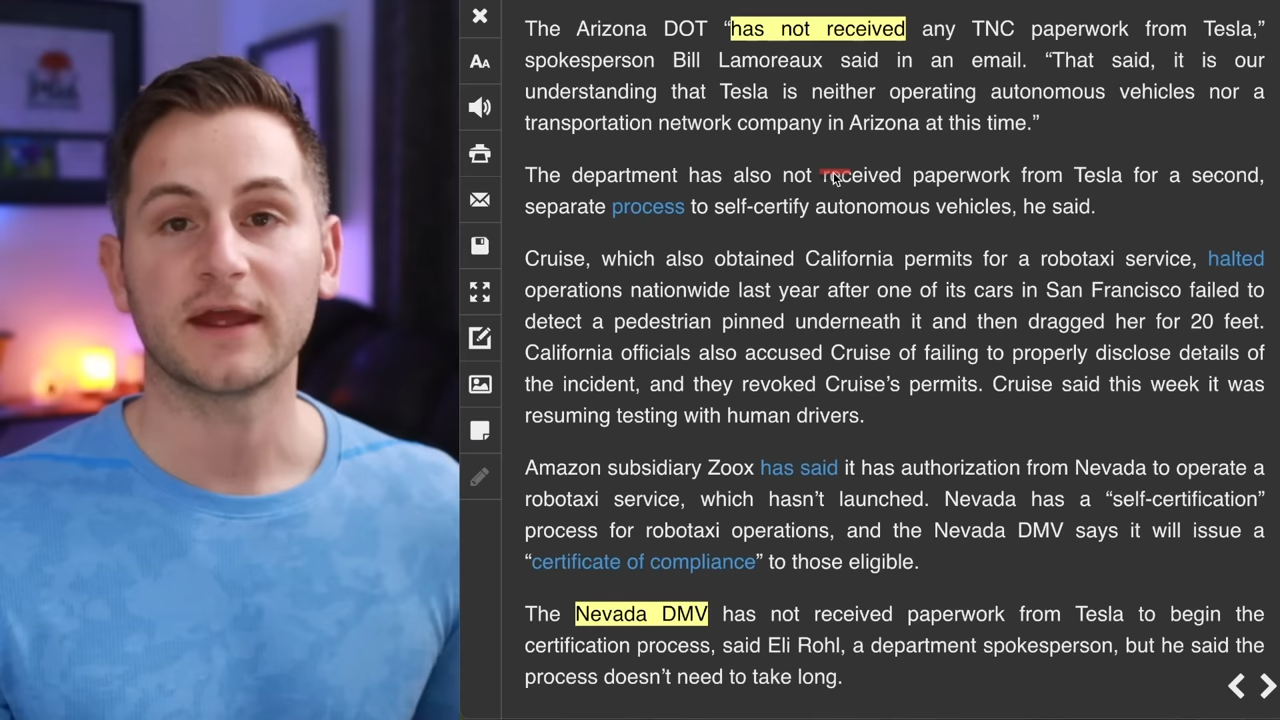 The Arizona DOT “has not received any TNC paperwork from Tesla,”
spokesperson Bill Lamoreaux said in an email. “That said, it is our
understanding that Tesla is neither operating autonomous vehicles nor a
transportation network company in Arizona at this time.”
The department has also not received paperwork from Tesla for a second,
separate process to self-certify autonomous vehicles, he said.
Cruise, which also obtained California permits for a robotaxi service, halted
operations nationwide last year after one of its cars in San Francisco failed to
detect a pedestrian pinned underneath it and then dragged her for 20 feet.
California officials also accused Cruise of failing to properly disclose details of
the incident, and they revoked Cruise’s permits. Cruise said this week it was
resuming testing with human drivers.
Amazon subsidiary Zoox has said it has authorization from Nevada to operate a
robotaxi service, which hasn’t launched. Nevada has a “self-certification”
process for robotaxi operations, and the Nevada DMV says it will issue a
“certificate of compliance” to those eligible.
The Nevada DMV has not received paperwork from Tesla to begin the
certification process, said Eli Rohl, a department spokesperson, but he said the
process doesn’t need to take long.